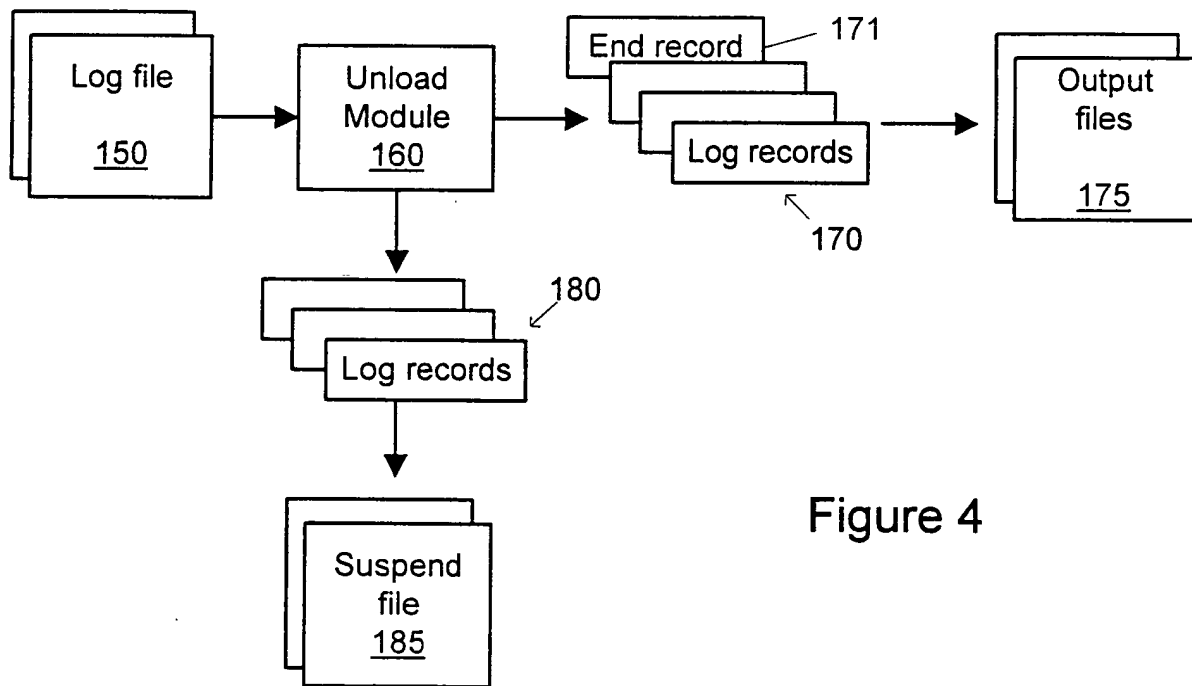 Log file
150
Unload
Module
160
End record
171
Log records
170
Output
files
175
180
Log records
Suspend
file
185
Figure 4